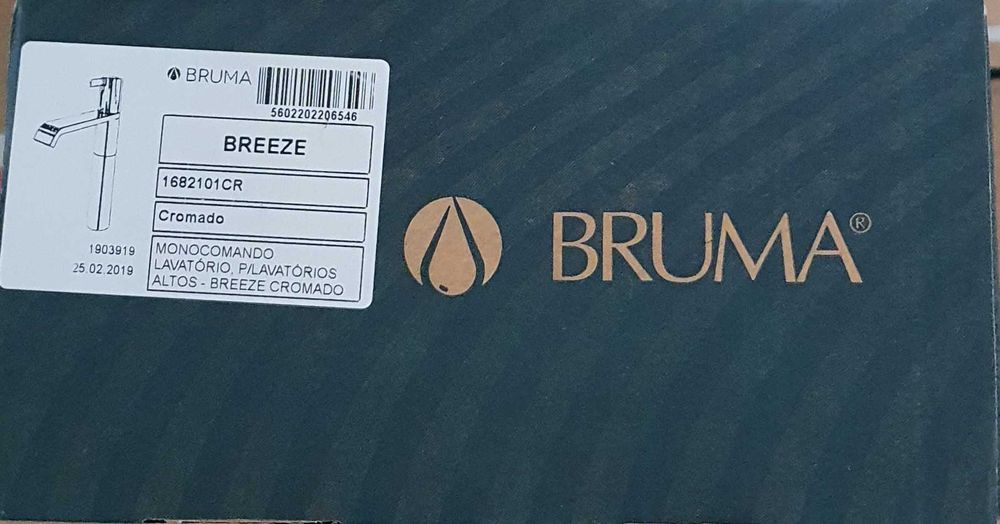 BRUMA
5602202206546
BREEZE
1682101CR
Cromado
1903919
25.02.2019
MONOCOMANDO
LAVATÓRIO, P/LAVATÓRIOS
ALTOS - BREEZE CROMADO
BRUMA®